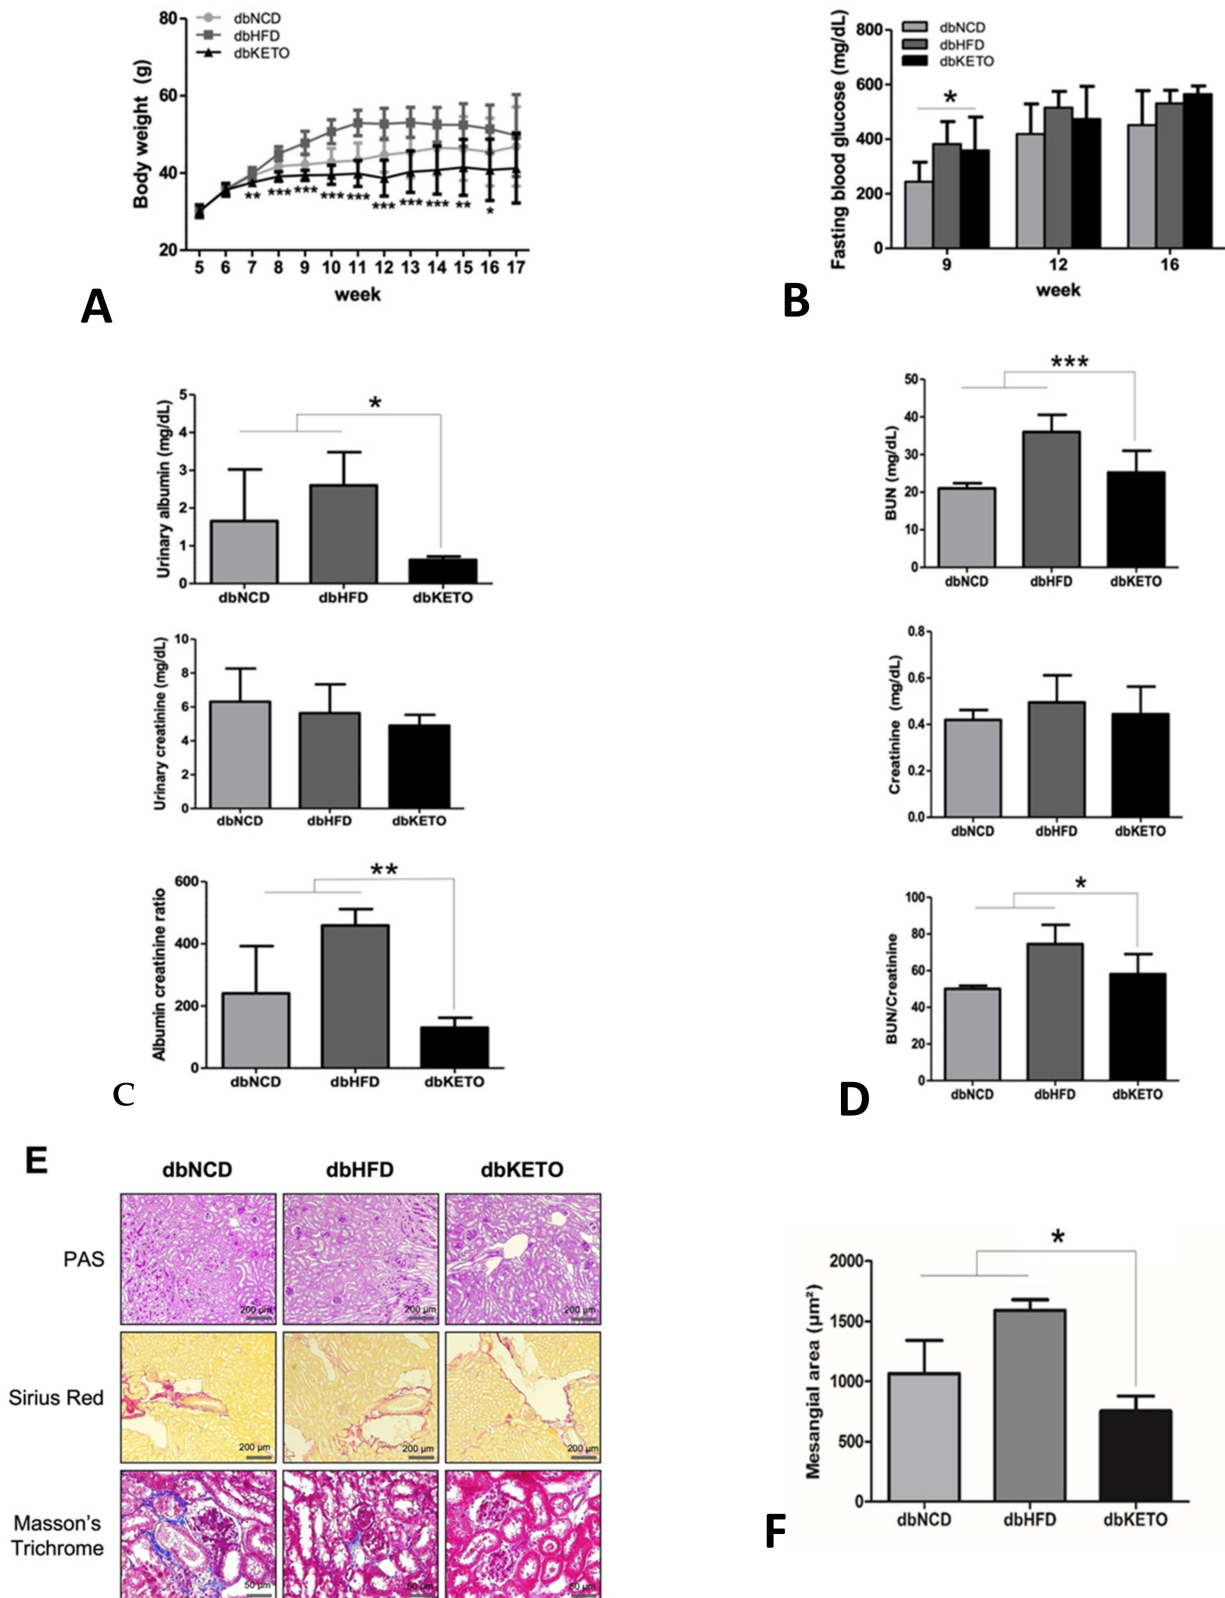 80
60
40
20
Body weight (g)
dbNCD
dbHFD
dbKETO
** *** *** *** *** *** *** *** ** *
5 6 7 8 9 10 11 12 13 14 15 16 17
week
A
800
600
400
200
0
Fasting blood glucose (mg/dL)
dbNCD
dbHFD
dbKETO
*
9 12 16
week
B
5
4
3
2
1
0
Urinary albumin (mg/dL)
*
dbNCD dbHFD dbKETO
10
8
6
4
2
0
Urinary creatinine (mg/dL)
dbNCD dbHFD dbKETO
600
400
200
0
Albumin creatinine ratio
**
dbNCD dbHFD dbKETO
C
50
40
30
20
10
0
BUN (mg/dL)
***
dbNCD dbHFD dbKETO
0.8
0.6
0.4
0.2
0.0
Creatinine (mg/dL)
dbNCD dbHFD dbKETO
100
80
60
40
20
0
BUN/Creatinine
*
dbNCD dbHFD dbKETO
D
E
dbNCD dbHFD dbKETO
PAS
200 µm 200 µm 200 µm
Sirius Red
200 µm 200 µm 200 µm
Masson's
Trichrome
50 µm 50 µm 50 µm
2000
1500
1000
500
0
Mesangial area (µm²)
*
dbNCD dbHFD dbKETO
F